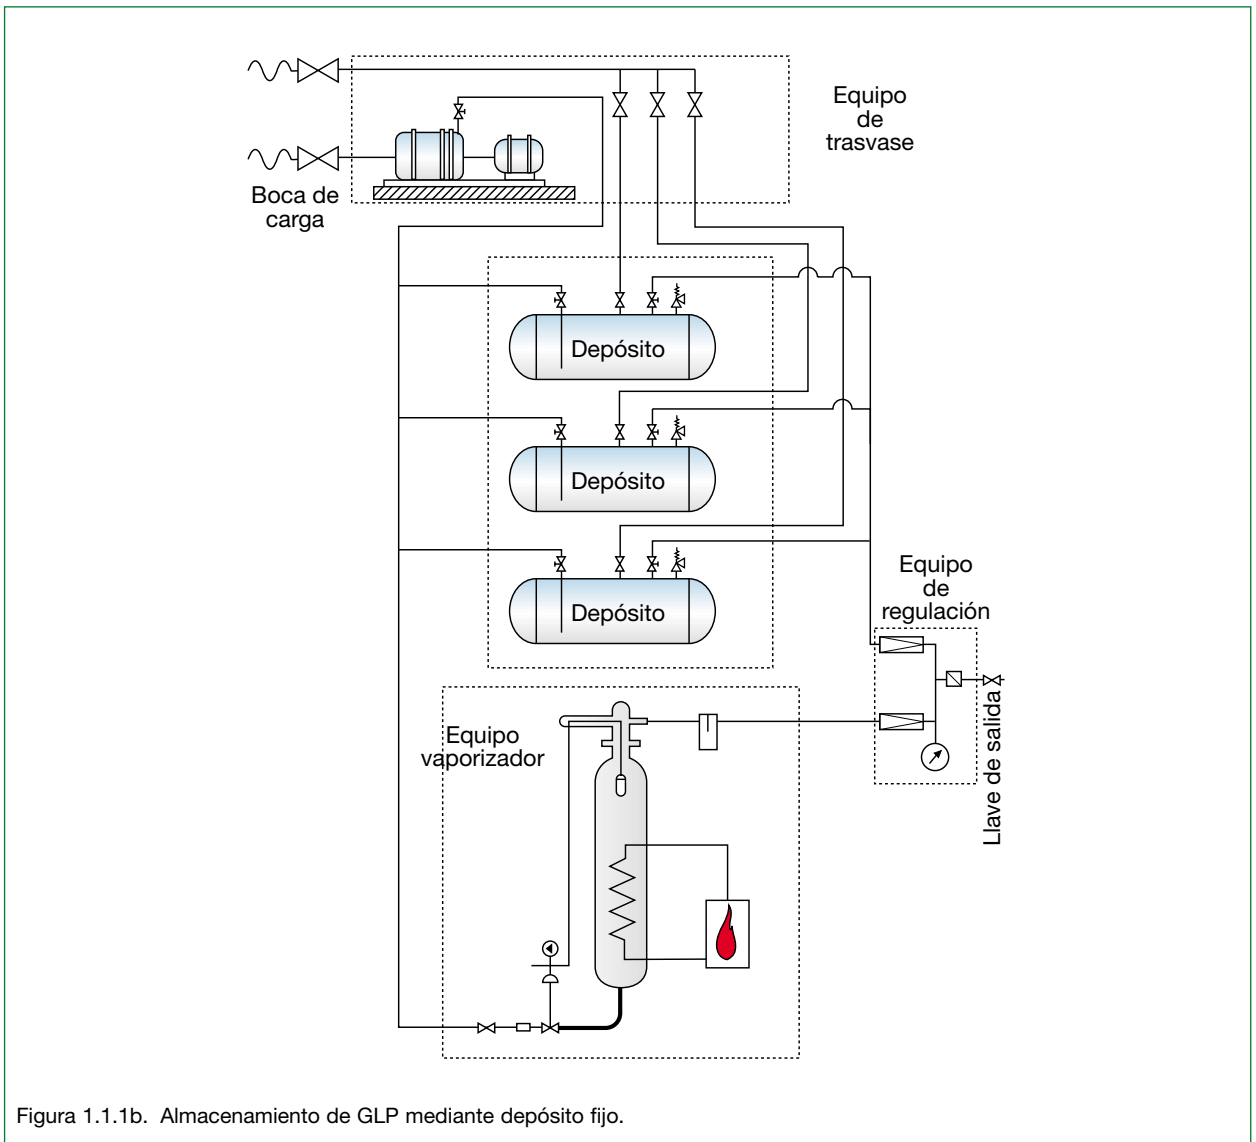 Equipo
de
trasvase
Boca de
carga
Depósito
Depósito
Depósito
Equipo
de
regulación
Equipo
vaporizador
Llave de salida
Figura 1.1.1b. Almacenamiento de GLP mediante depósito fijo.